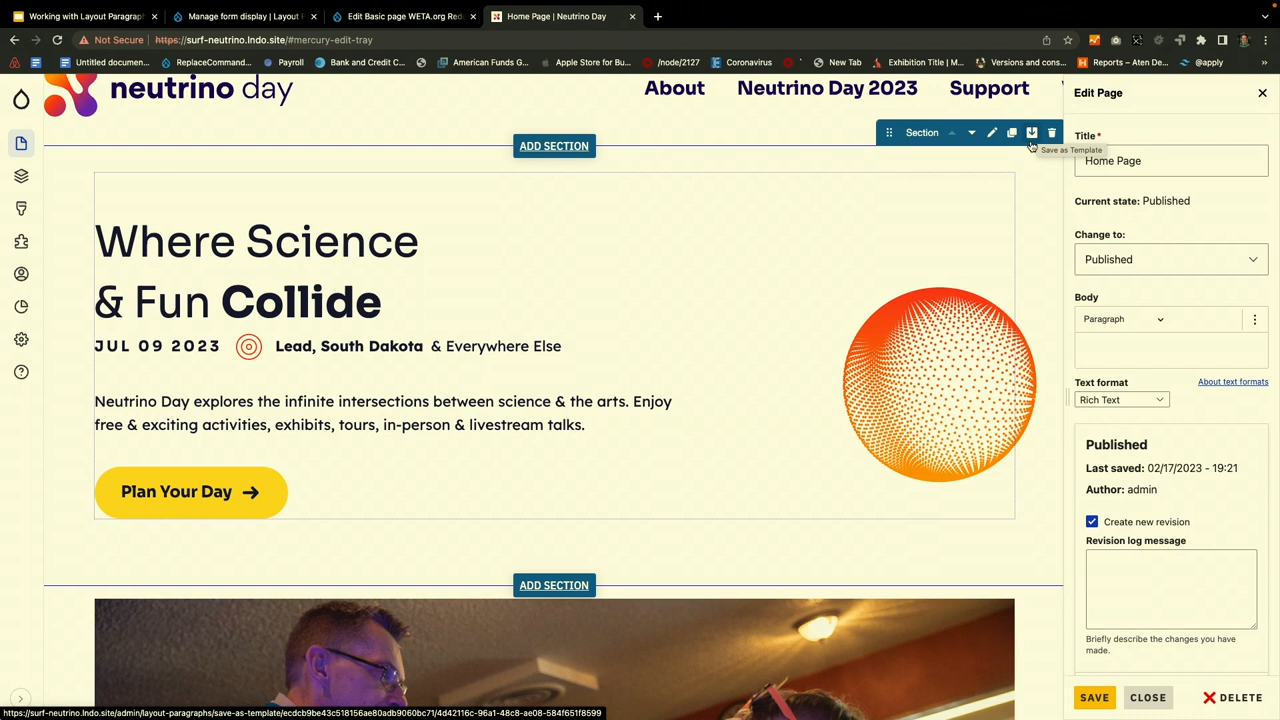 Working with Layout Paragraph
Manage form display | Layout P
Edit Basic page WETA.org Red
Home Page | Neutrino Day
Not Secure
https://surf-neutrino.lndo.site/#mercury-edit-tray
Untitled documen...
ReplaceCommand...
Payroll
Bank and Credit C...
American Funds G...
Apple Store for Bu...
/node/2127
Coronavirus
New Tab
Exhibition Title | M...
Versions and cons...
Reports – Aten De...
@apply
neutrino day
About
Neutrino Day 2023
Support
Edit Page
Section
ADD SECTION
Save as Template
Title*
Home Page
Current state: Published
Change to:
Published
Where Science
& Fun Collide
JUL 09 2023
Lead, South Dakota & Everywhere Else
Neutrino Day explores the infinite intersections between science & the arts. Enjoy
free & exciting activities, exhibits, tours, in-person & livestream talks.
Plan Your Day
ADD SECTION
Body
Paragraph
Text format
About text formats
Rich Text
Published
Last saved: 02/17/2023 - 19:21
Author: admin
Create new revision
Revision log message
Briefly describe the changes you have
made.
SAVE
CLOSE
DELETE
https://surf-neutrino.lndo.site/admin/layout-paragraphs/save-as-template/ecdcb9be43c518156ae80adb9060bc71/4d42116c-96a1-48c8-ae08-584f651f8599